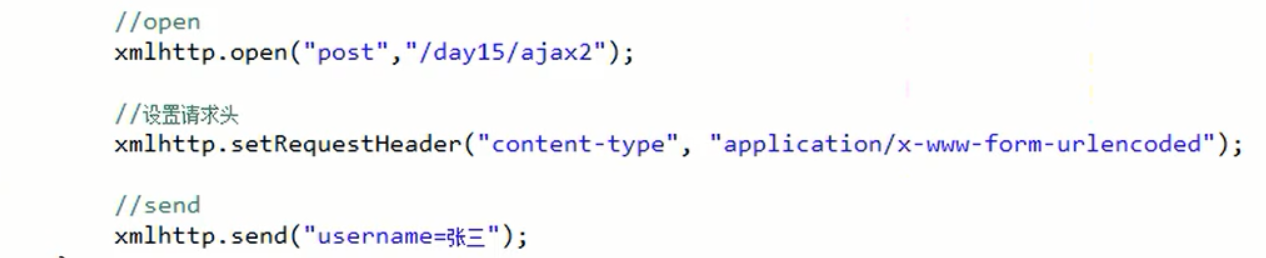 //open
xmlhttp.open("post","/day15/ajax2");
//设置请求头
xmlhttp.setRequestHeader("content-type", "application/x-www-form-urlencoded");
//send
xmlhttp.send("username=张三");